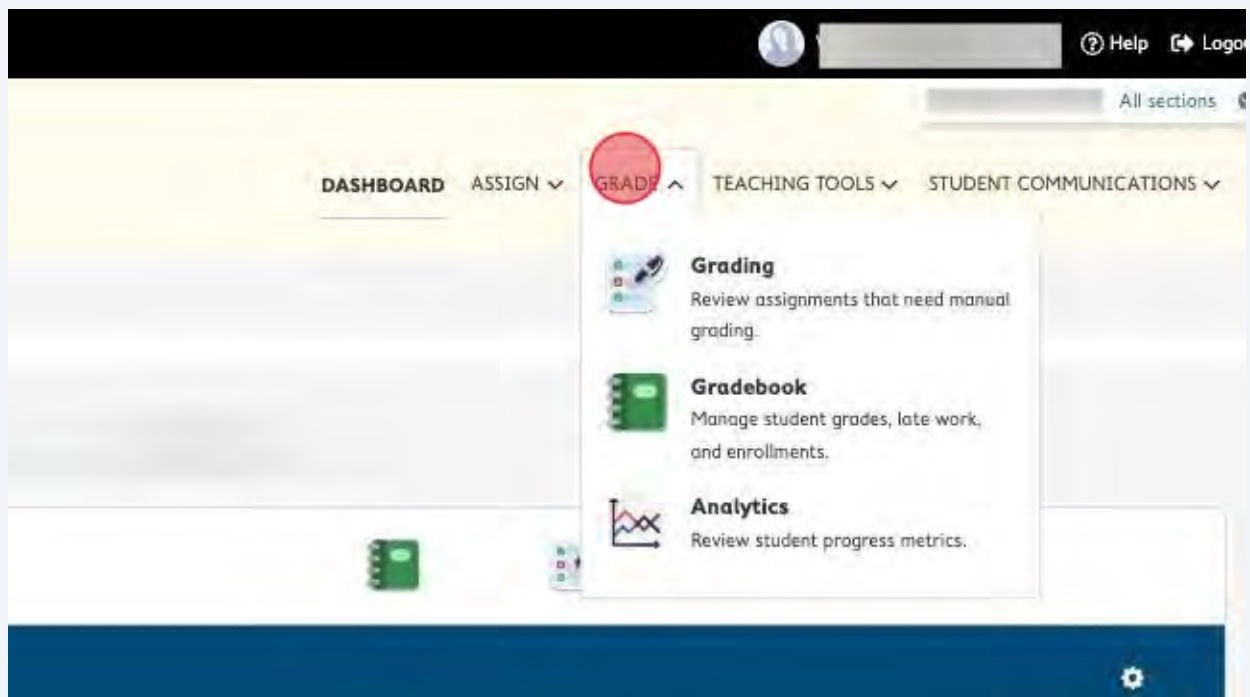 Help Logou
All sections
DASHBOARD ASSIGN GRADE TEACHING TOOLS STUDENT COMMUNICATIONS
Grading
Review assignments that need manual
grading.
Gradebook
Manage student grades, late work,
and enrollments.
Analytics
Review student progress metrics.